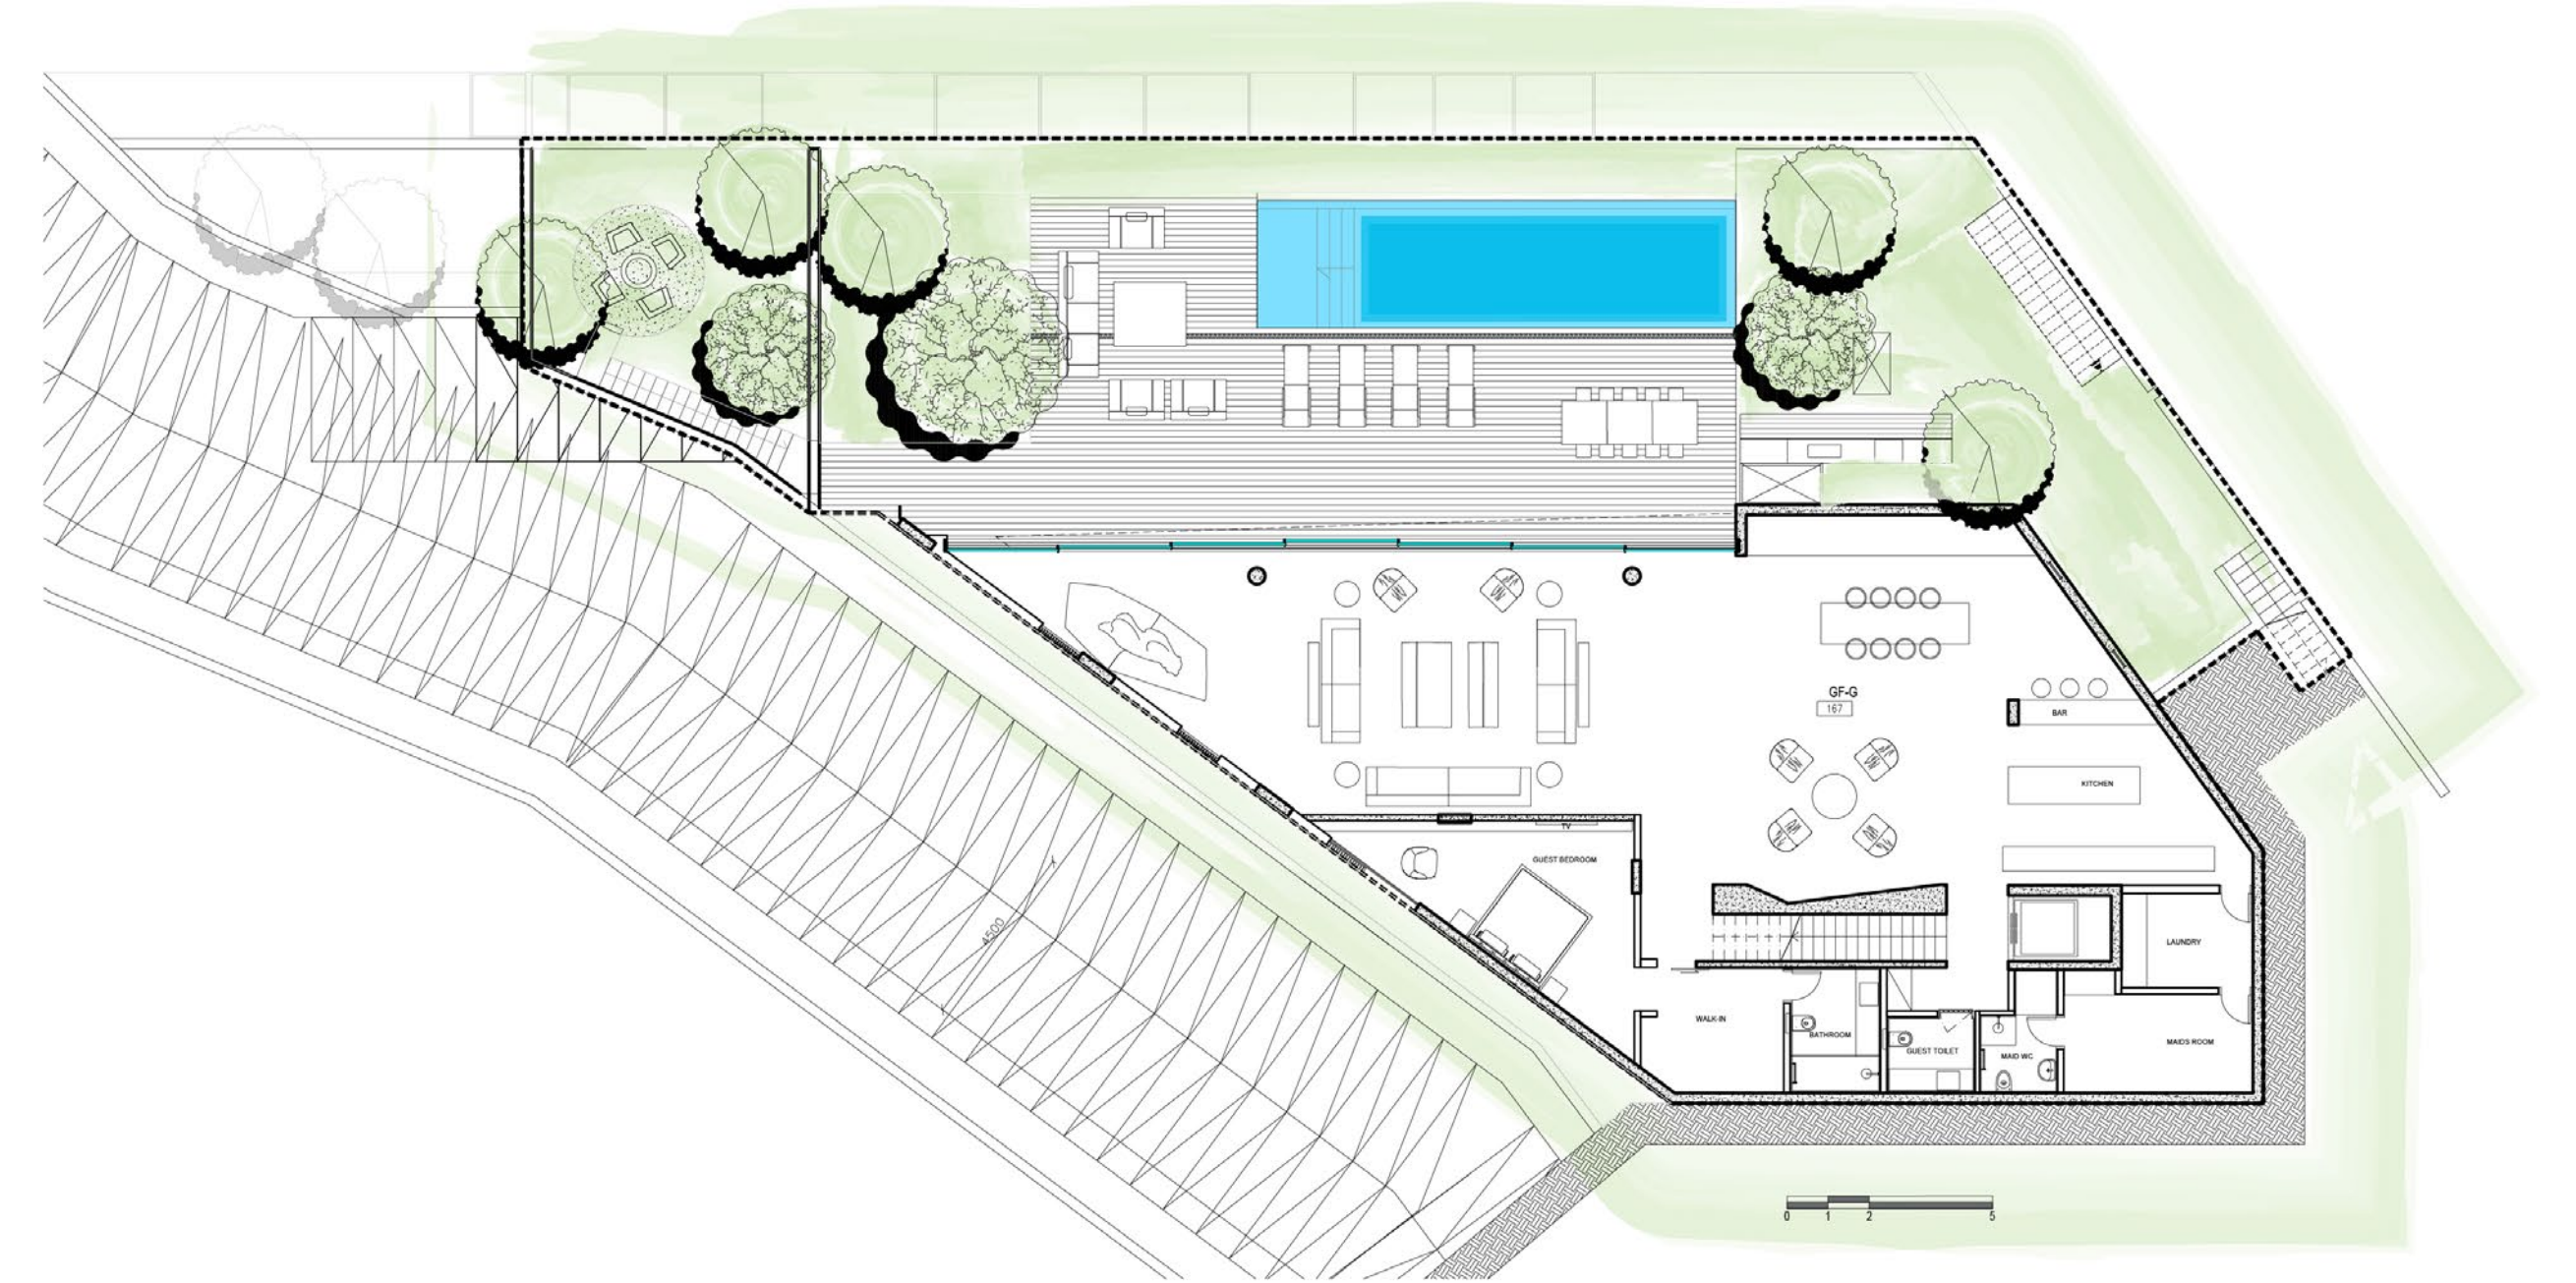 GF-G
167
BAR
KITCHEN
TV
GUEST BEDROOM
4500
LAUNDRY
WALK-IN
BATHROOM
GUEST TOILET
MAID WC
MAIDS ROOM
0 1 2 5